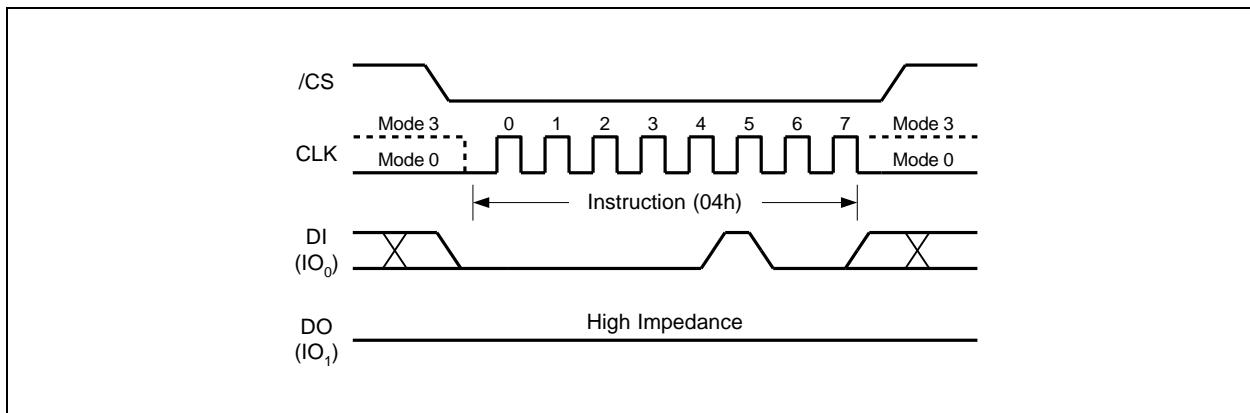 /CS
Mode 3 0 1 2 3 4 5 6 7 Mode 3
CLK
Mode 0 Mode 0
Instruction (04h)
DI
(IO₀)
High Impedance
DO
(IO₁)